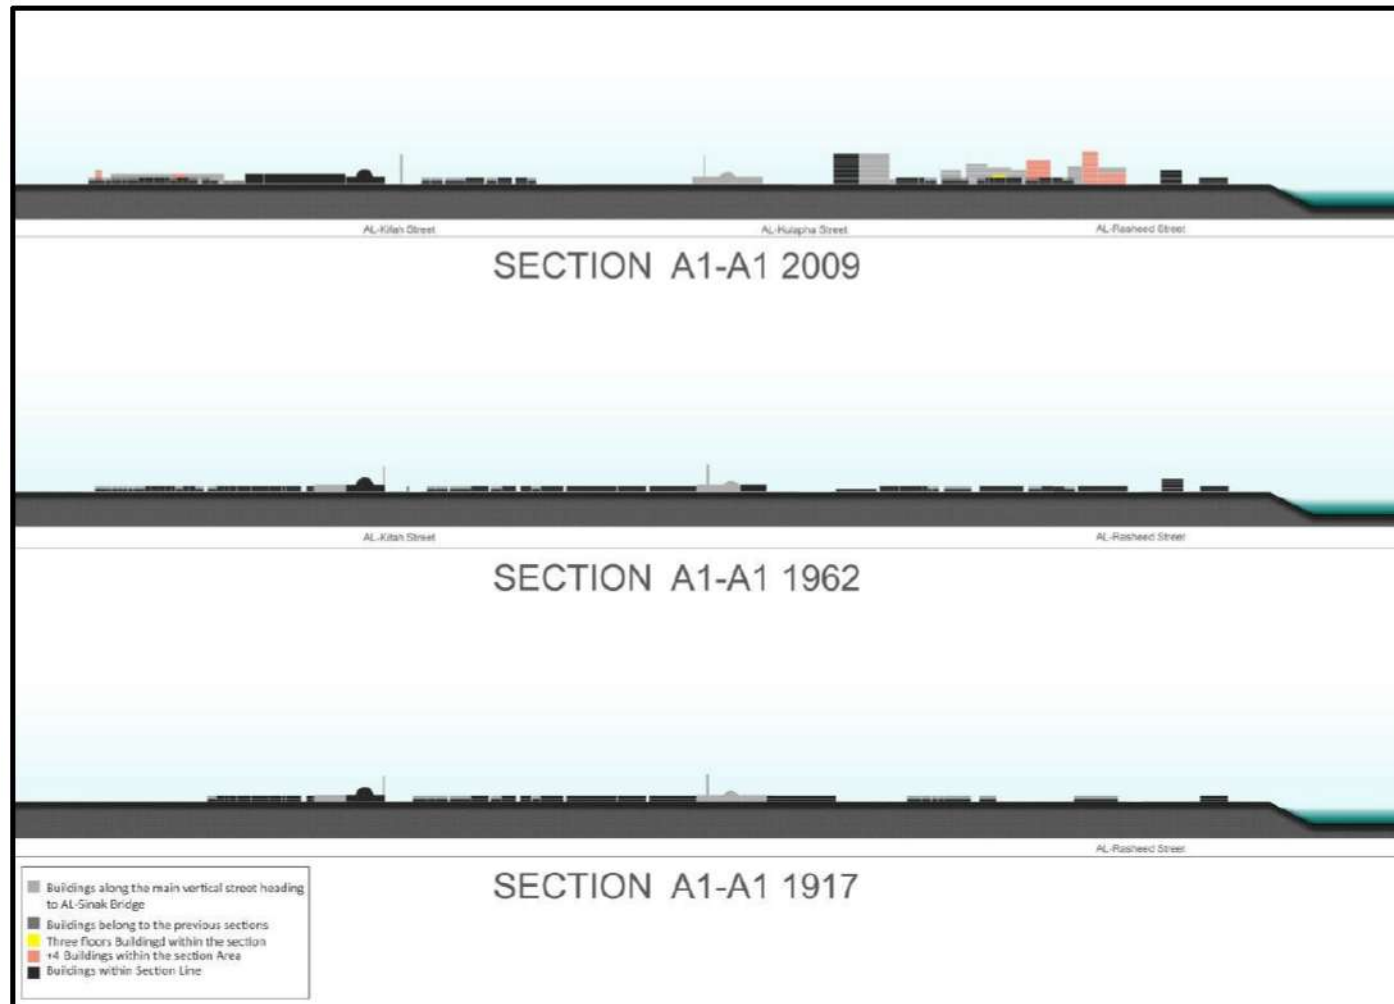 AL-Kifah Street AL-Kulapha Street AL-Rasheed Street
SECTION A1-A1 2009
AL-Kifah Street AL-Rasheed Street
SECTION A1-A1 1962
AL-Rasheed Street
SECTION A1-A1 1917
Buildings along the main vertical street heading
to AL-Sinak Bridge
Buildings belong to the previous sections
Three floors Buildingd within the section
+4 Buildings within the section Area
Buildings within Section Line